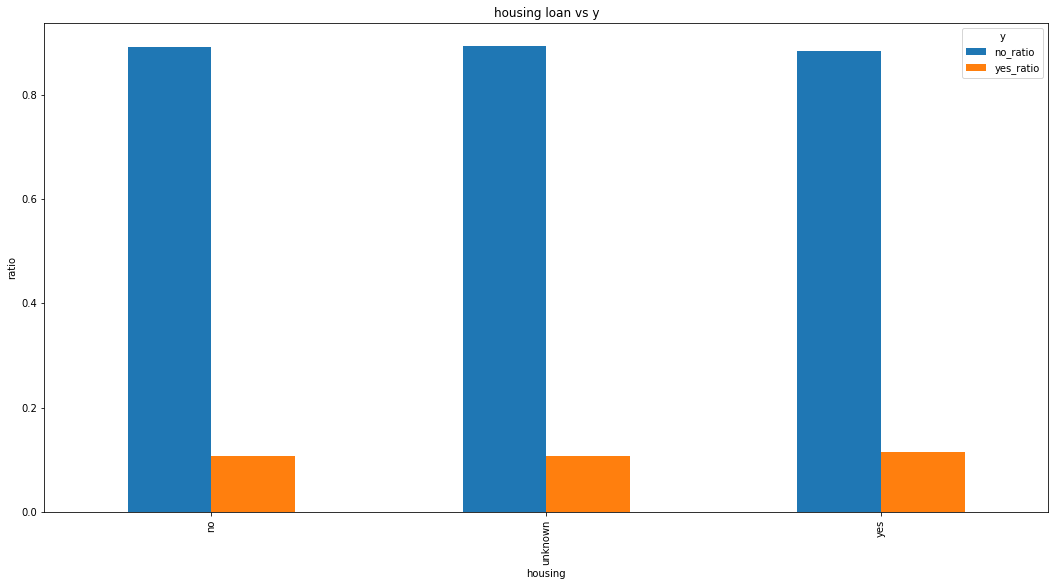 housing loan vs y
y
no_ratio
yes_ratio
0.8
0.6
0.4
0.2
0.0
ratio
no
unknown
yes
housing